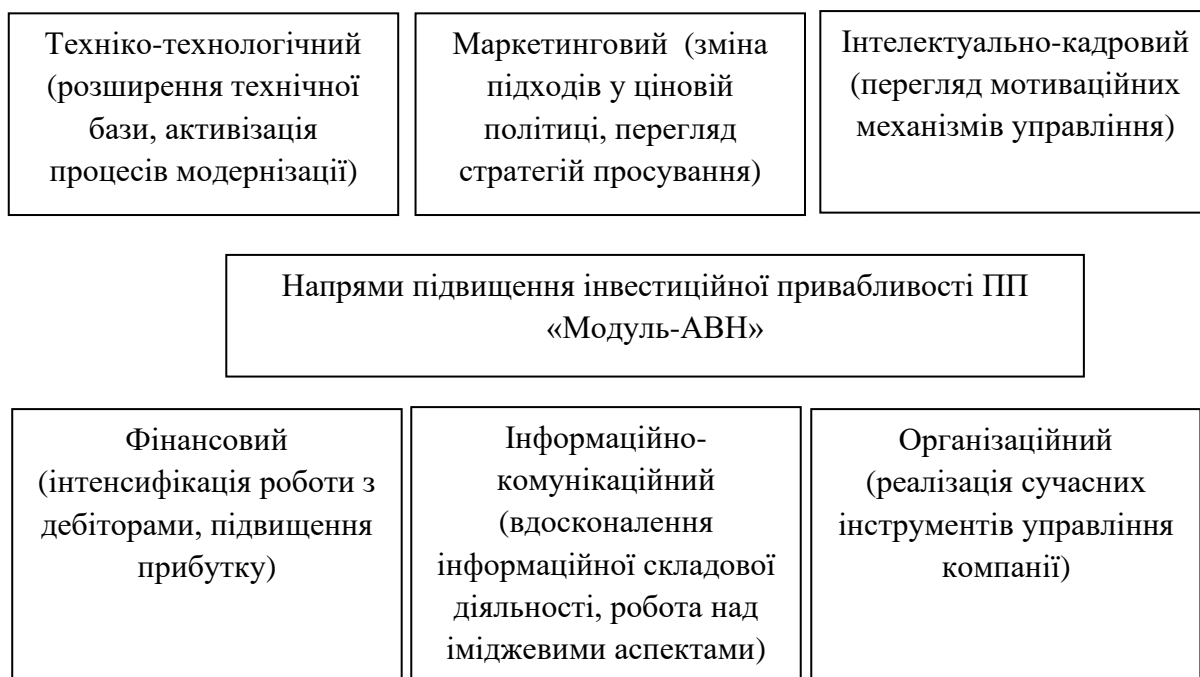 Техніко-технологічний
(розширення технічної
бази, активізація
процесів модернізації)
Маркетинговий (зміна
підходів у ціновій
політиці, перегляд
стратегій просування)
Інтелектуально-кадровий
(перегляд мотиваційних
механізмів управління)
Напрями підвищення інвестиційної привабливості ПП
«Модуль-АВН»
Фінансовий
(інтенсифікація роботи з
дебіторами, підвищення
прибутку)
Інформаційно-
комунікаційний
(вдосконалення
інформаційної складової
діяльності, робота над
іміджевими аспектами)
Організаційний
(реалізація сучасних
інструментів управління
компанії)